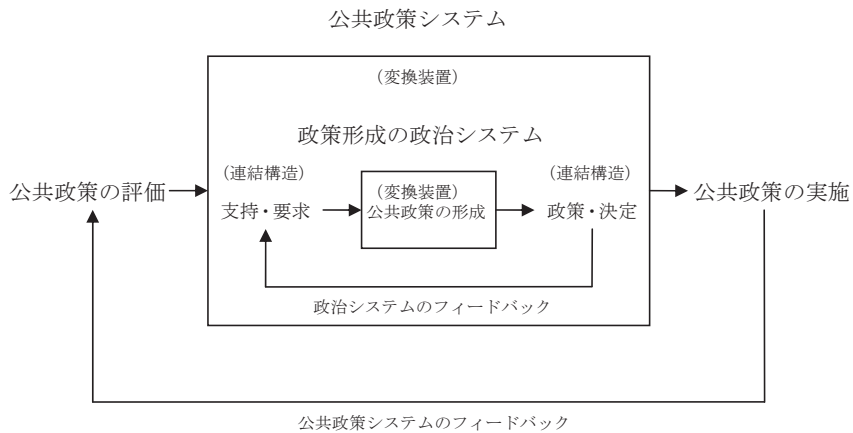 公共政策システム
（変換装置）
政策形成の政治システム
（連結構造）
（連結構造）
（変換装置）
公共政策の評価
支持・要求
公共政策の形成
政策・決定
公共政策の実施
政治システムのフィードバック
公共政策システムのフィードバック